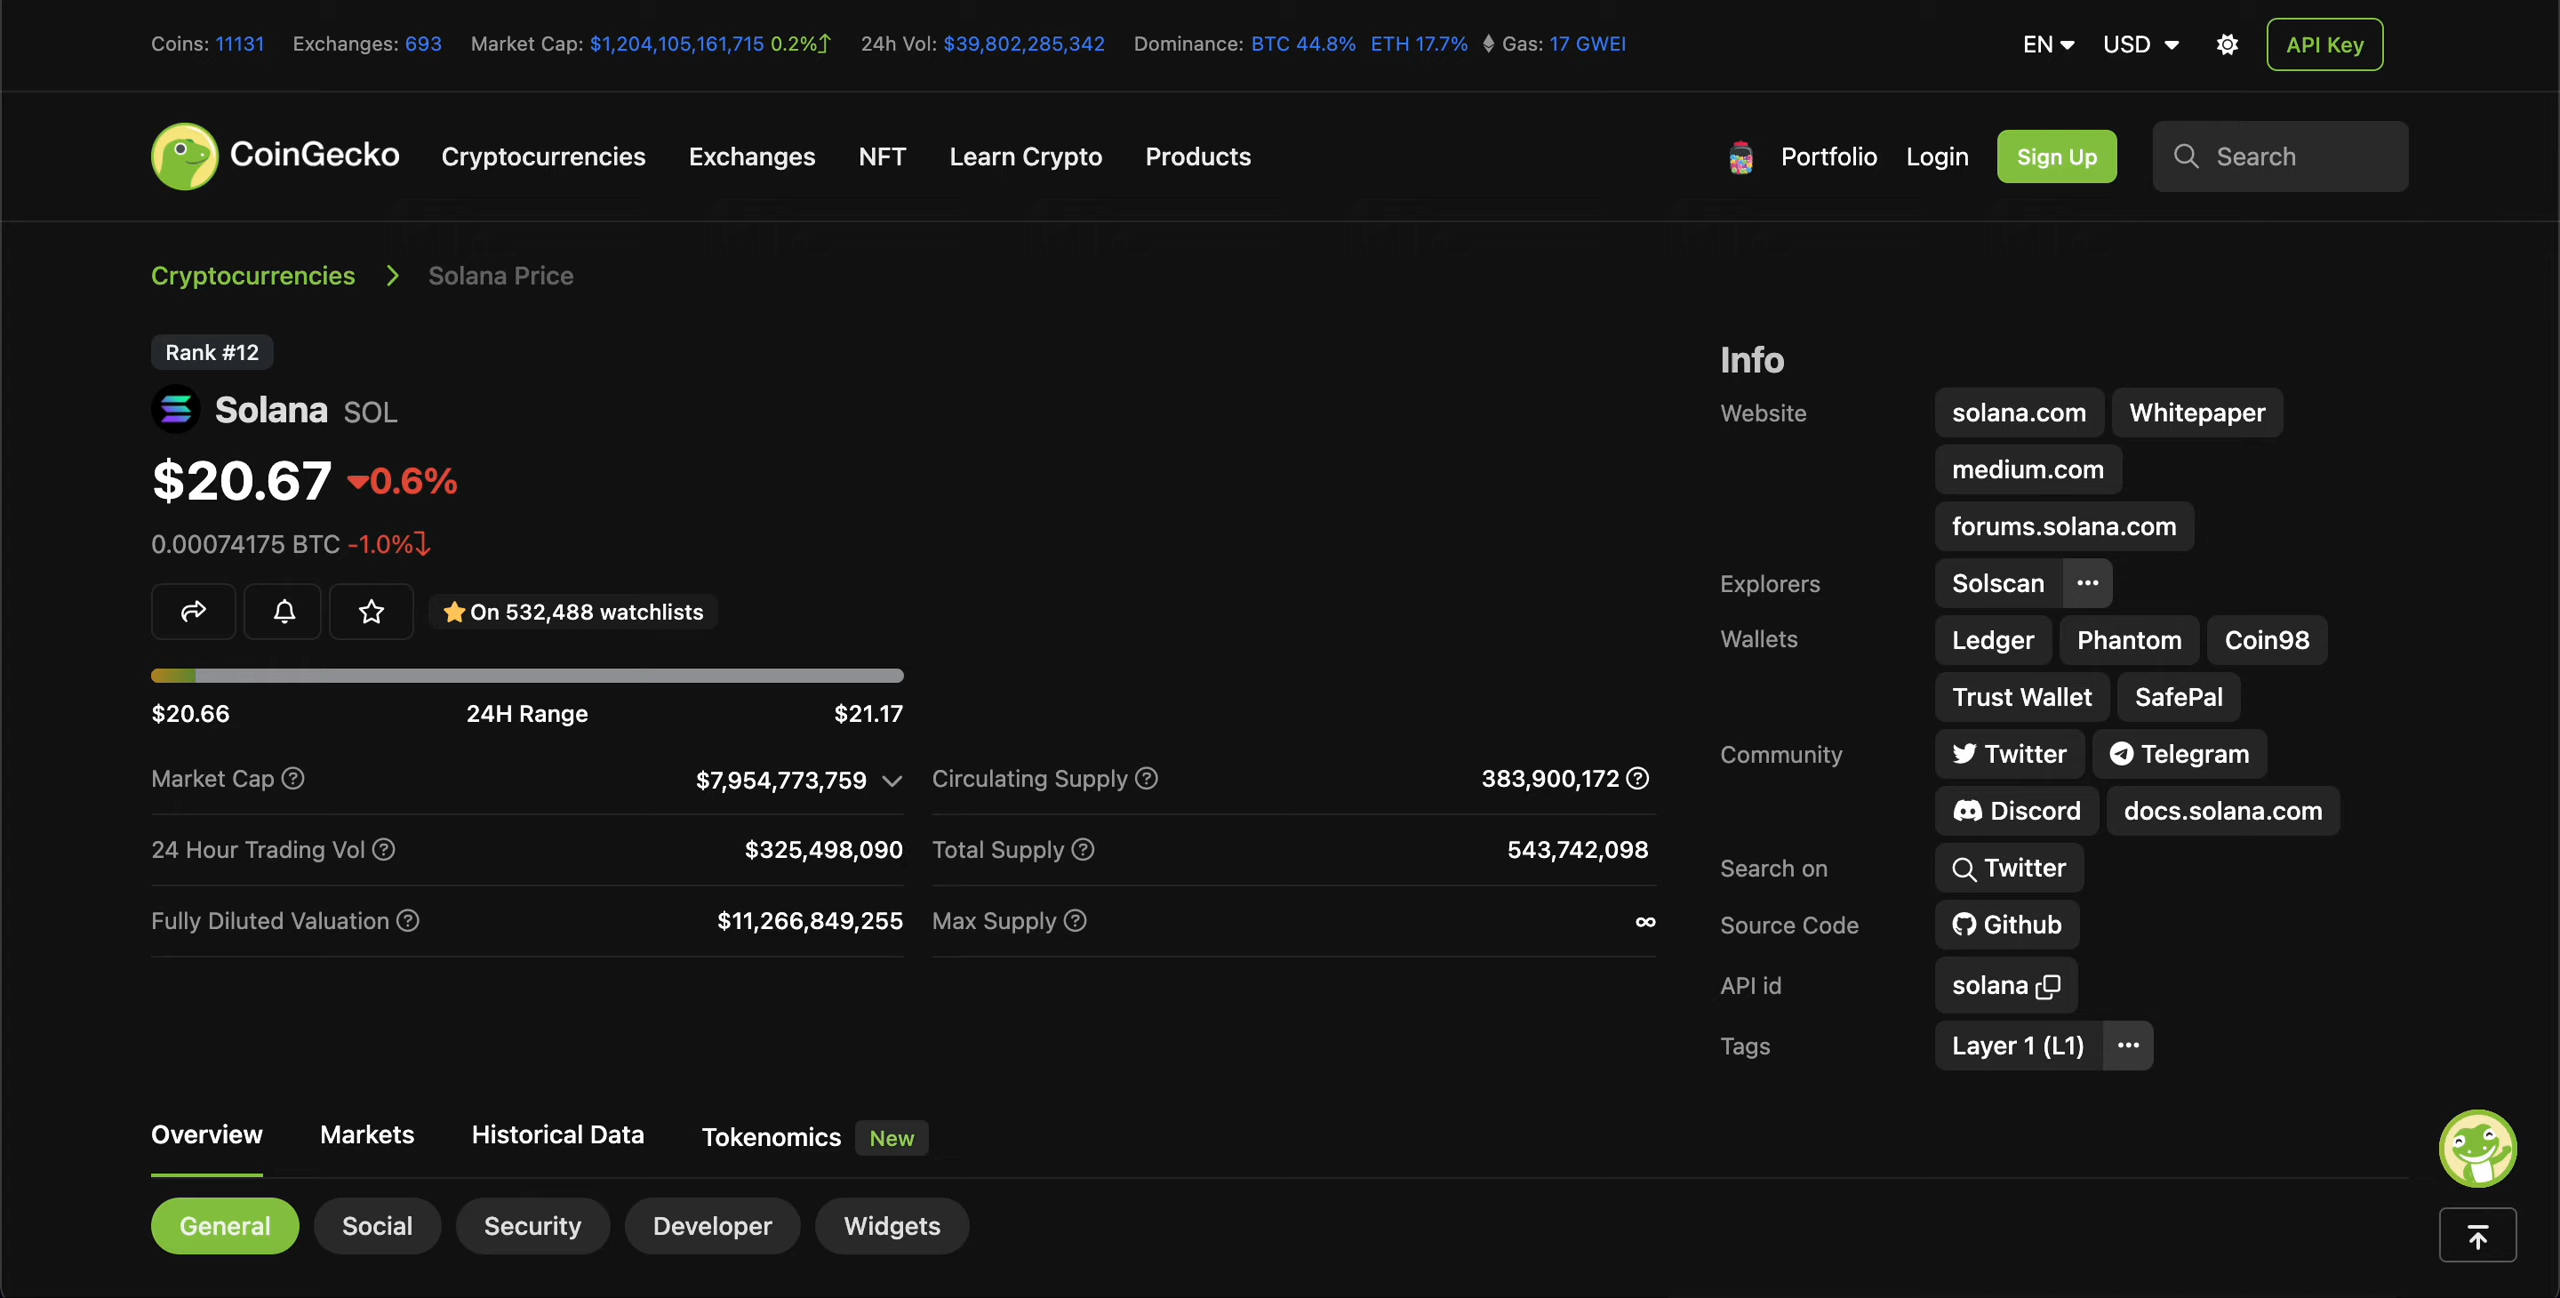 Coins: 11131 Exchanges: 693 Market Cap: $1,204,105,161,715 0.2% 24h Vol: $39,802,285,342 Dominance: BTC 44.8% ETH 17.7% Gas: 17 GWEI EN USD API Key
CoinGecko Cryptocurrencies Exchanges NFT Learn Crypto Products Portfolio Login Sign Up Search
Cryptocurrencies > Solana Price
Rank #12
Solana SOL
$20.67 0.6%
0.00074175 BTC -1.0%
On 532,488 watchlists
$20.66 24H Range $21.17
Market Cap $7,954,773,759
24 Hour Trading Vol $325,498,090
Fully Diluted Valuation $11,266,849,255
Circulating Supply 383,900,172
Total Supply 543,742,098
Max Supply ∞
Info
Website solana.com Whitepaper
medium.com
forums.solana.com
Explorers Solscan ...
Wallets Ledger Phantom Coin98
Trust Wallet SafePal
Community Twitter Telegram
Discord docs.solana.com
Search on Twitter
Source Code Github
API id solana
Tags Layer 1 (L1) ...
Overview Markets Historical Data Tokenomics New
General Social Security Developer Widgets